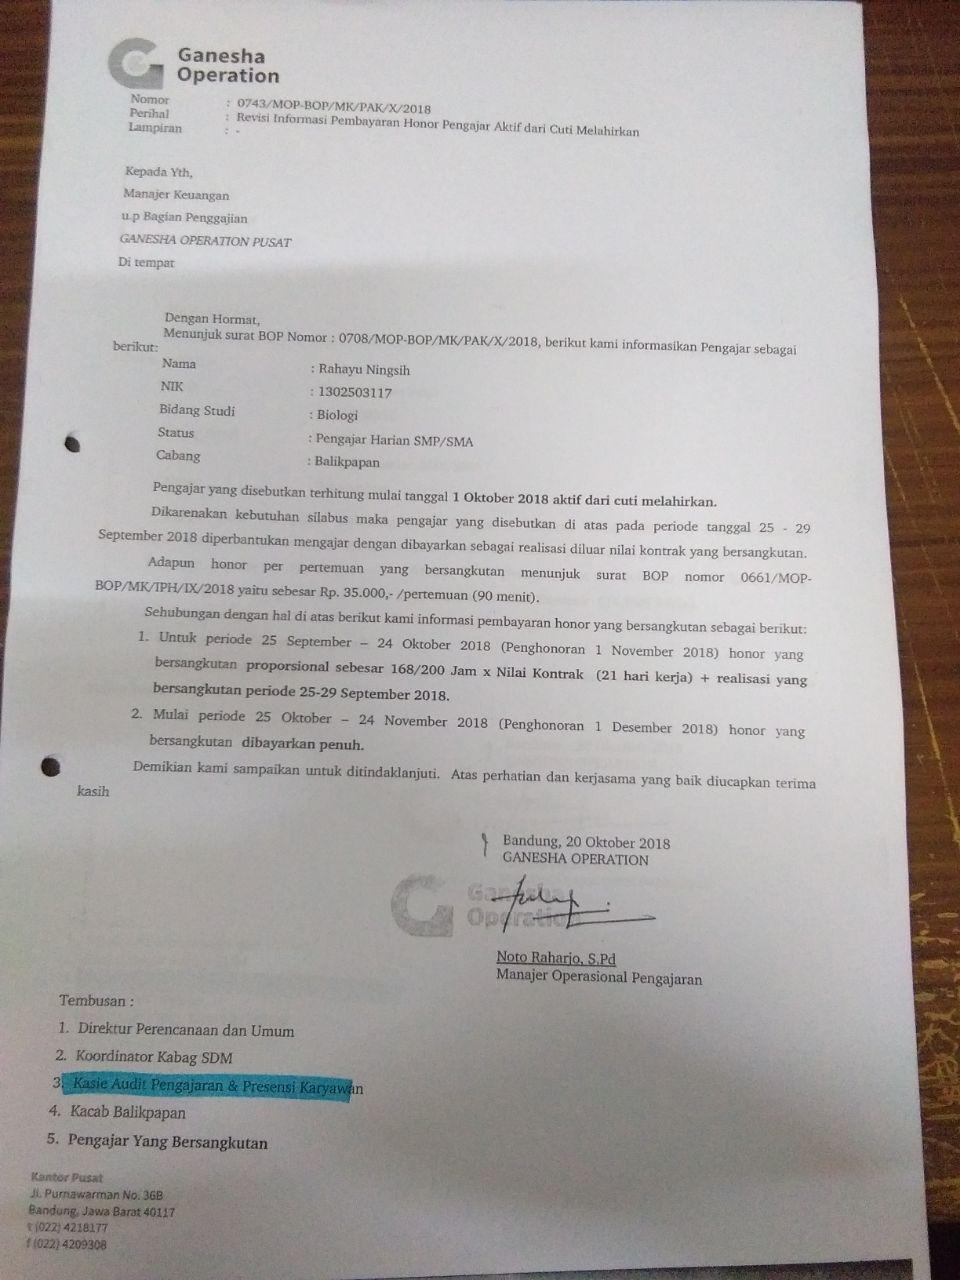 Ganesha
Operation
Nomor : 0743/MOP-BOP/MK/PAK/X/2018
Perihal : Revisi Informasi Pembayaran Honor Pengajar Aktif dari Cuti Melahirkan
Lampiran : -
Kepada Yth,
Manajer Keuangan
u.p Bagian Penggajian
GANESHA OPERATION PUSAT
Di tempat
Dengan Hormat,
Menunjuk surat BOP Nomor : 0708/MOP-BOP/MK/PAK/X/2018, berikut kami informasikan Pengajar sebagai
berikut:
Nama : Rahayu Ningsih
NIK : 1302503117
Bidang Studi : Biologi
Status : Pengajar Harian SMP/SMA
Cabang : Balikpapan
Pengajar yang disebutkan terhitung mulai tanggal 1 Oktober 2018 aktif dari cuti melahirkan.
Dikarenakan kebutuhan silabus maka pengajar yang disebutkan di atas pada periode tanggal 25 - 29
September 2018 diperbantukan mengajar dengan dibayarkan sebagai realisasi diluar nilai kontrak yang bersangkutan.
Adapun honor per pertemuan yang bersangkutan menunjuk surat BOP nomor 0661/MOP-
BOP/MK/IPH/IX/2018 yaitu sebesar Rp. 35.000,- /pertemuan (90 menit).
Sehubungan dengan hal di atas berikut kami informasi pembayaran honor yang bersangkutan sebagai berikut:
1. Untuk periode 25 September – 24 Oktober 2018 (Penghonoran 1 November 2018) honor yang
bersangkutan proporsional sebesar 168/200 Jam x Nilai Kontrak (21 hari kerja) + realisasi yang
bersangkutan periode 25-29 September 2018.
2. Mulai periode 25 Oktober – 24 November 2018 (Penghonoran 1 Desember 2018) honor yang
bersangkutan dibayarkan penuh.
Demikian kami sampaikan untuk ditindaklanjuti. Atas perhatian dan kerjasama yang baik diucapkan terima
kasih
Bandung, 20 Oktober 2018
GANESHA OPERATION
Ganesha
Operation
Noto Raharjo, S.Pd
Manajer Operasional Pengajaran
Tembusan :
1. Direktur Perencanaan dan Umum
2. Koordinator Kabag SDM
3. Kasie Audit Pengajaran & Presensi Karyawan
4. Kacab Balikpapan
5. Pengajar Yang Bersangkutan
Kantor Pusat
Jl. Purnawarman No. 36B
Bandung, Jawa Barat 40117
t (022) 4218177
f (022) 4209308